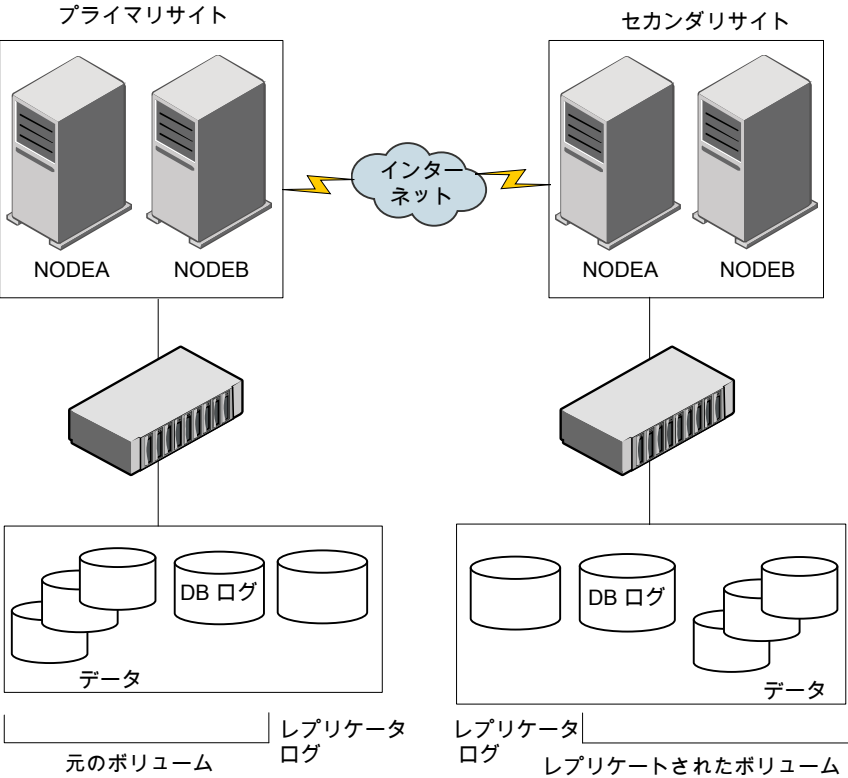 プライマリサイト
セカンダリサイト
インター
ネット
NODEA
NODEB
NODEA
NODEB
DB ログ
データ
DB ログ
データ
元のボリューム
レプリケータ
ログ
レプリケータ
ログ
レプリケートされたボリューム